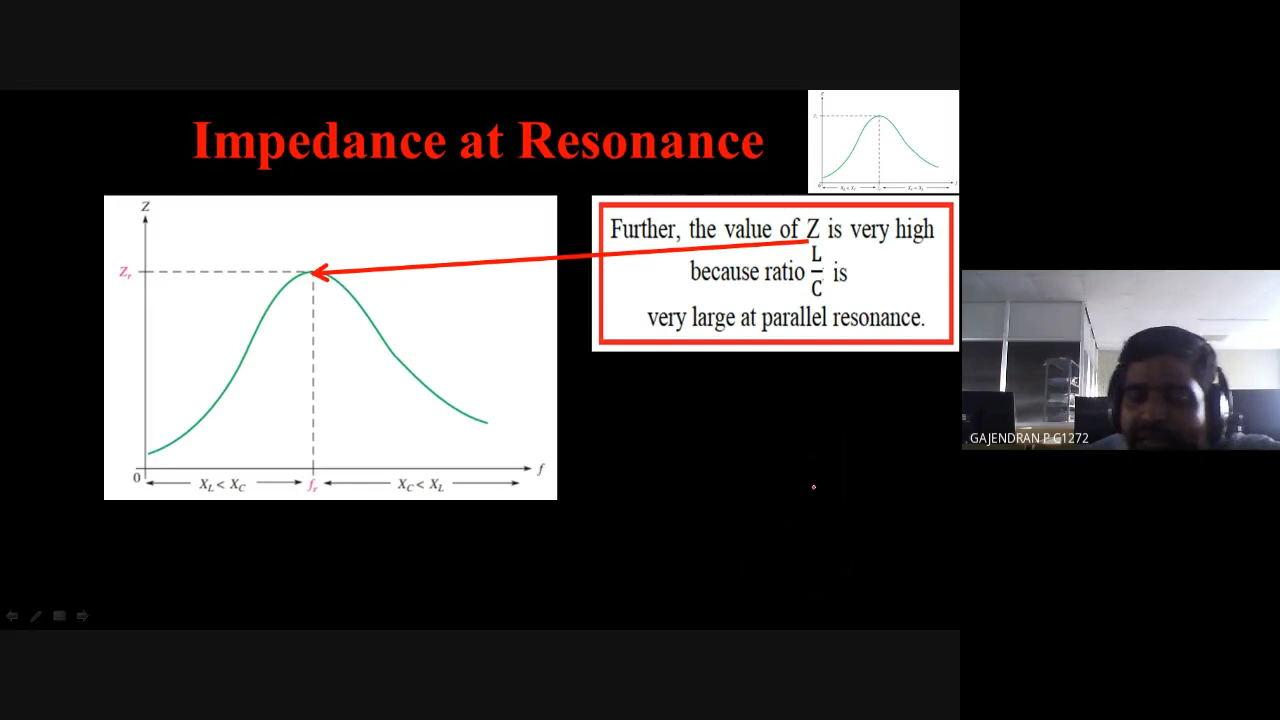 Impedance at Resonance
Z
Zr
0
XL < XC
fr
XC < XL
f
Further, the value of Z is very high
because ratio L/C is
very large at parallel resonance.
GAJENDRAN P C1272